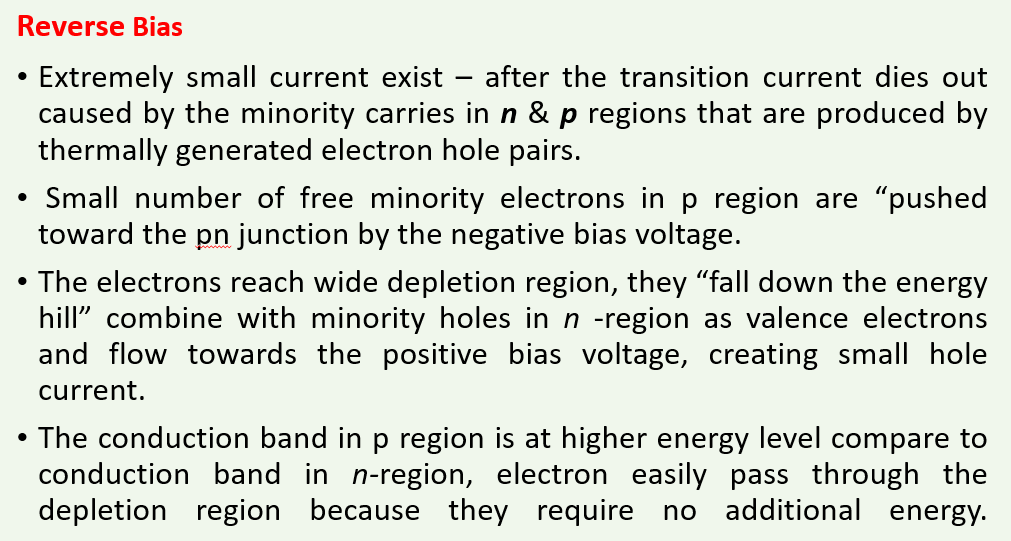 Reverse Bias
• Extremely small current exist – after the transition current dies out
caused by the minority carries in n & p regions that are produced by
thermally generated electron hole pairs.
• Small number of free minority electrons in p region are “pushed
toward the pn junction by the negative bias voltage.
• The electrons reach wide depletion region, they “fall down the energy
hill” combine with minority holes in n -region as valence electrons
and flow towards the positive bias voltage, creating small hole
current.
• The conduction band in p region is at higher energy level compare to
conduction band in n-region, electron easily pass through the
depletion region because they require no additional energy.